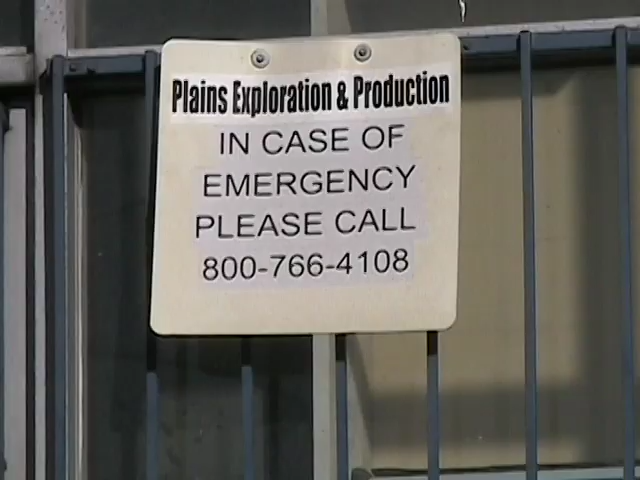 Plains Exploration & Production
IN CASE OF
EMERGENCY
PLEASE CALL
800-766-4108